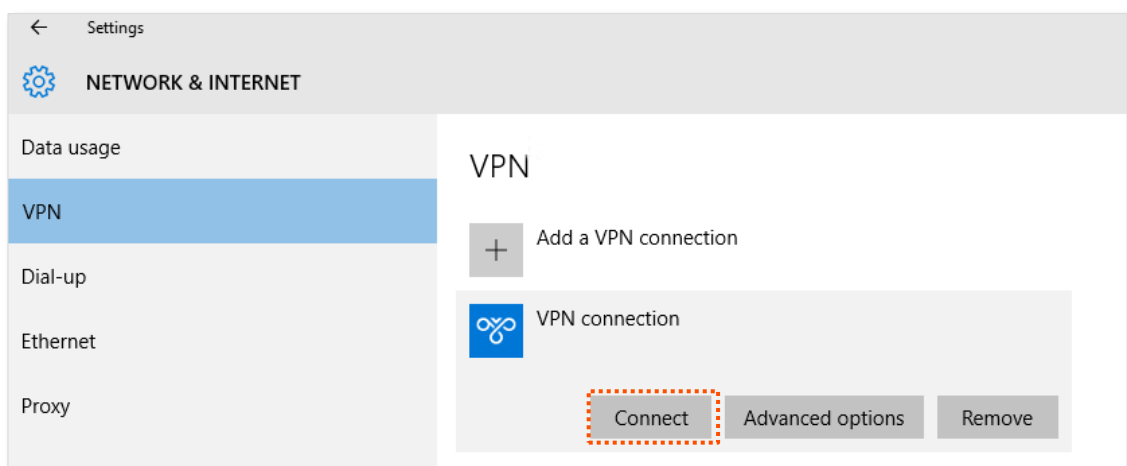 Settings
NETWORK & INTERNET
Data usage
VPN
Dial-up
Ethernet
Proxy
VPN
Add a VPN connection
VPN connection
Connect
Advanced options
Remove